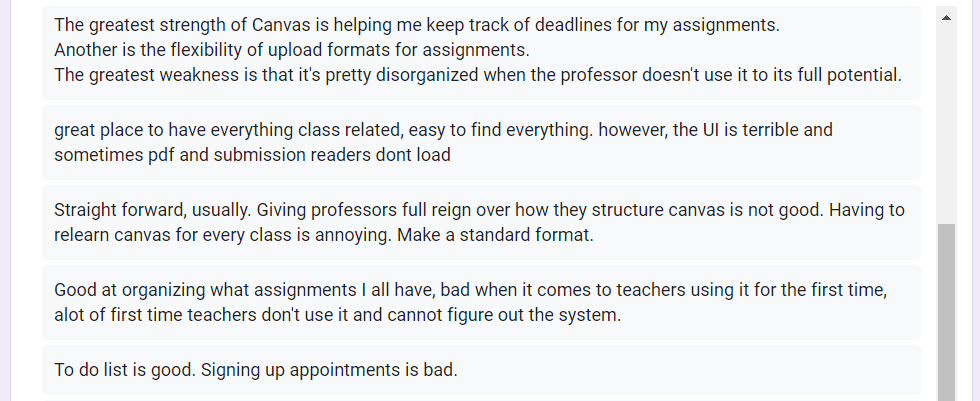 The greatest strength of Canvas is helping me keep track of deadlines for my assignments.
Another is the flexibility of upload formats for assignments.
The greatest weakness is that it's pretty disorganized when the professor doesn't use it to its full potential.
great place to have everything class related, easy to find everything. however, the UI is terrible and
sometimes pdf and submission readers dont load
Straight forward, usually. Giving professors full reign over how they structure canvas is not good. Having to
relearn canvas for every class is annoying. Make a standard format.
Good at organizing what assignments I all have, bad when it comes to teachers using it for the first time,
alot of first time teachers don't use it and cannot figure out the system.
To do list is good. Signing up appointments is bad.